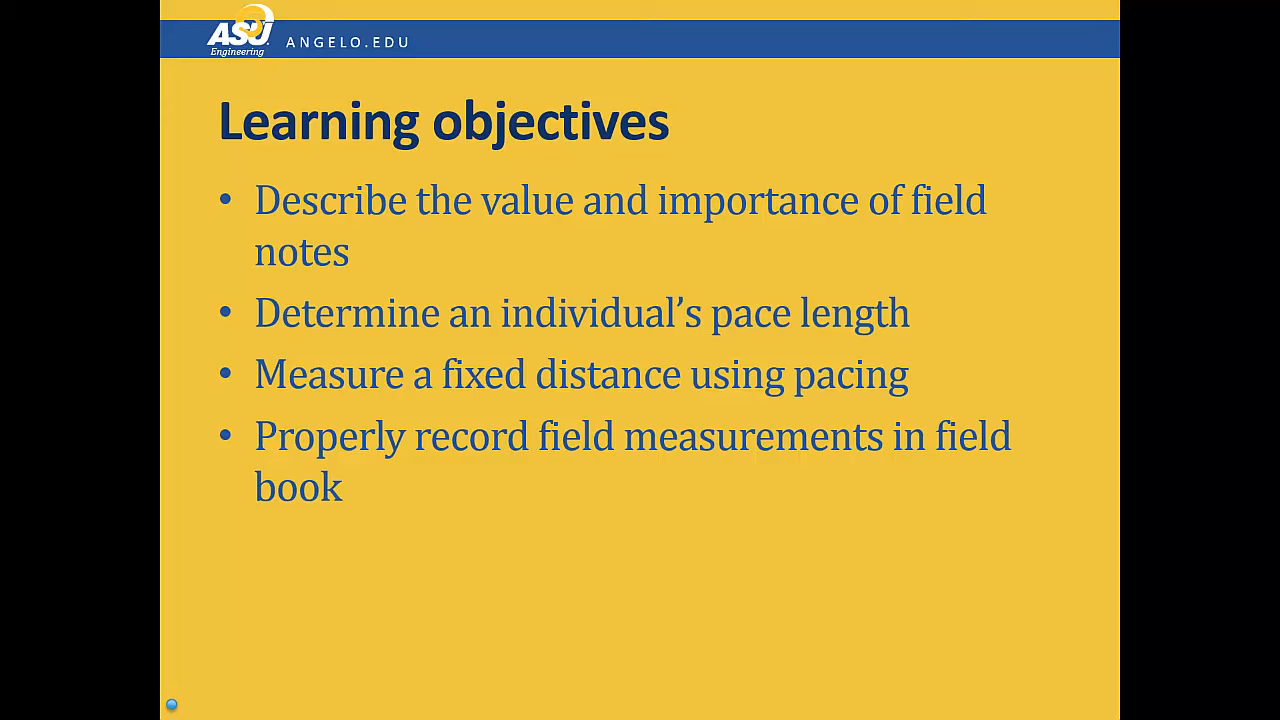 ASU
Engineering
ANGELO.EDU
Learning objectives
• Describe the value and importance of field
notes
• Determine an individual’s pace length
• Measure a fixed distance using pacing
• Properly record field measurements in field
book